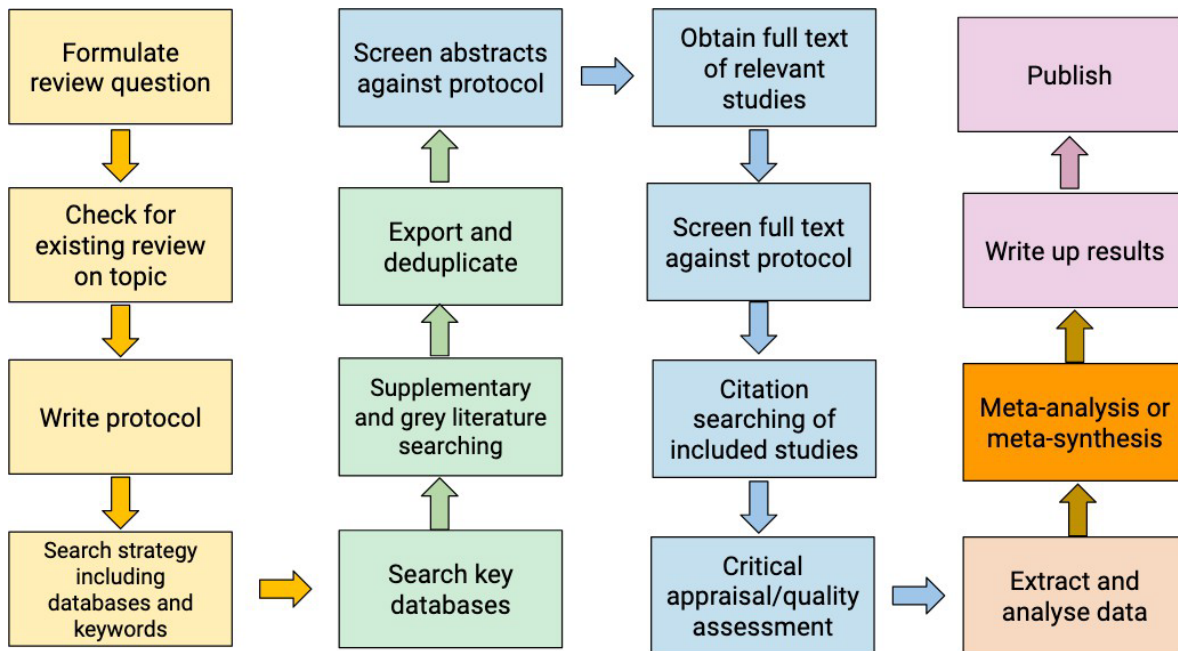 Formulate
review question
Check for
existing review
on topic
Write protocol
Search strategy
including
databases and
keywords
Search key
databases
Supplementary
and grey literature
searching
Export and
deduplicate
Screen abstracts
against protocol
Obtain full text
of relevant
studies
Screen full text
against protocol
Citation
searching of
included studies
Critical
appraisal/quality
assessment
Extract and
analyse data
Meta-analysis or
meta-synthesis
Write up results
Publish